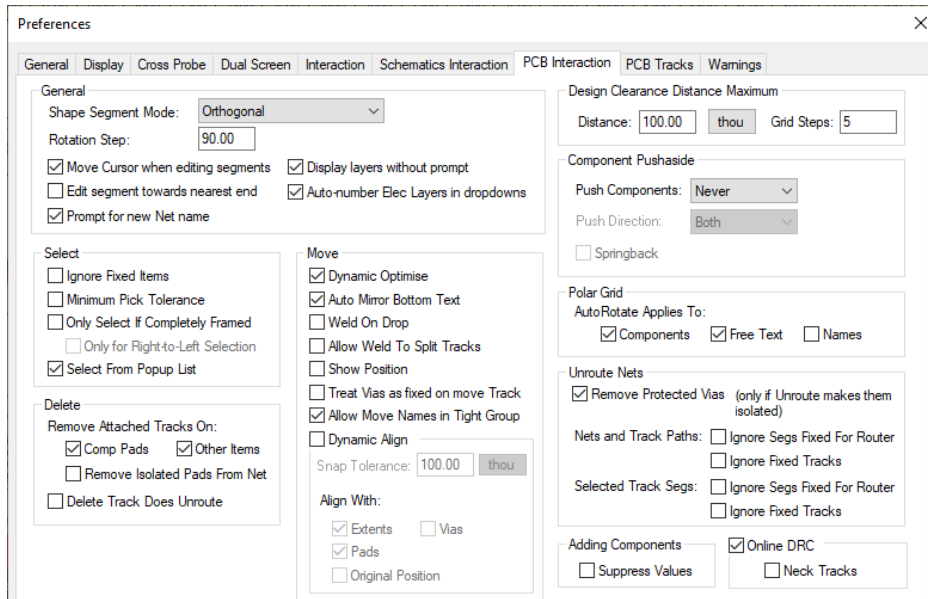 Preferences
General Display Cross Probe Dual Screen Interaction Schematics Interaction PCB Interaction PCB Tracks Warnings
General
Shape Segment Mode: Orthogonal
Rotation Step: 90.00
Move Cursor when editing segments Display layers without prompt
Edit segment towards nearest end Auto-number Elec Layers in dropdowns
Prompt for new Net name
Design Clearance Distance Maximum
Distance: 100.00 thou Grid Steps: 5
Component Pushaside
Push Components: Never
Push Direction: Both
Springback
Select
Ignore Fixed Items
Minimum Pick Tolerance
Only Select If Completely Framed
Only for Right-to-Left Selection
Select From Popup List
Delete
Remove Attached Tracks On:
Comp Pads Other Items
Remove Isolated Pads From Net
Delete Track Does Unroute
Move
Dynamic Optimise
Auto Mirror Bottom Text
Weld On Drop
Allow Weld To Split Tracks
Show Position
Treat Vias as fixed on move Track
Allow Move Names in Tight Group
Dynamic Align
Snap Tolerance: 100.00 thou
Align With:
Extents Vias
Pads
Original Position
Polar Grid
AutoRotate Applies To:
Components Free Text Names
Unroute Nets
Remove Protected Vias (only if Unroute makes them
isolated)
Nets and Track Paths: Ignore Segs Fixed For Router
Ignore Fixed Tracks
Selected Track Segs: Ignore Segs Fixed For Router
Ignore Fixed Tracks
Adding Components
Suppress Values
Online DRC
Neck Tracks